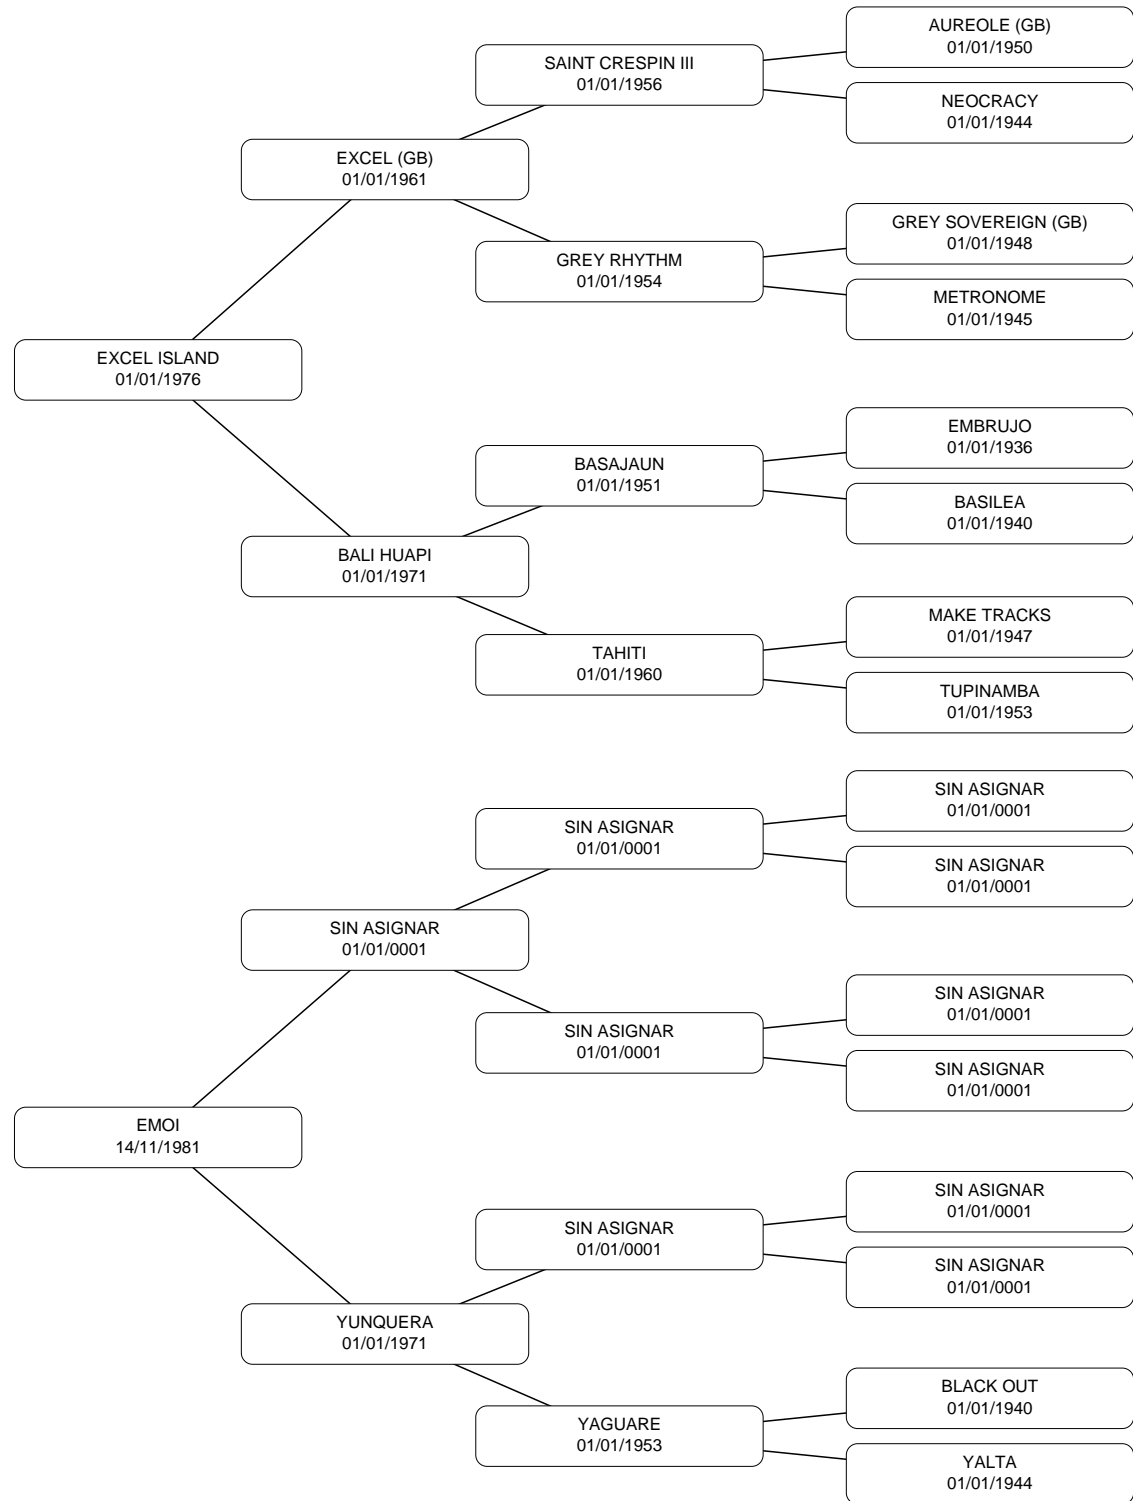 AUREOLE (GB)
01/01/1950
SAINT CRESPIN III
01/01/1956
NEOCRACY
01/01/1944
EXCEL (GB)
01/01/1961
GREY SOVEREIGN (GB)
01/01/1948
GREY RHYTHM
01/01/1954
METRONOME
01/01/1945
EXCEL ISLAND
01/01/1976
EMBRUJO
01/01/1936
BASAJAUN
01/01/1951
BASILEA
01/01/1940
BALI HUAPI
01/01/1971
MAKE TRACKS
01/01/1947
TAHITI
01/01/1960
TUPINAMBA
01/01/1953
SIN ASIGNAR
01/01/0001
SIN ASIGNAR
01/01/0001
SIN ASIGNAR
01/01/0001
SIN ASIGNAR
01/01/0001
SIN ASIGNAR
01/01/0001
SIN ASIGNAR
01/01/0001
SIN ASIGNAR
01/01/0001
EMOI
14/11/1981
SIN ASIGNAR
01/01/0001
SIN ASIGNAR
01/01/0001
SIN ASIGNAR
01/01/0001
YUNQUERA
01/01/1971
BLACK OUT
01/01/1940
YAGUARE
01/01/1953
YALTA
01/01/1944